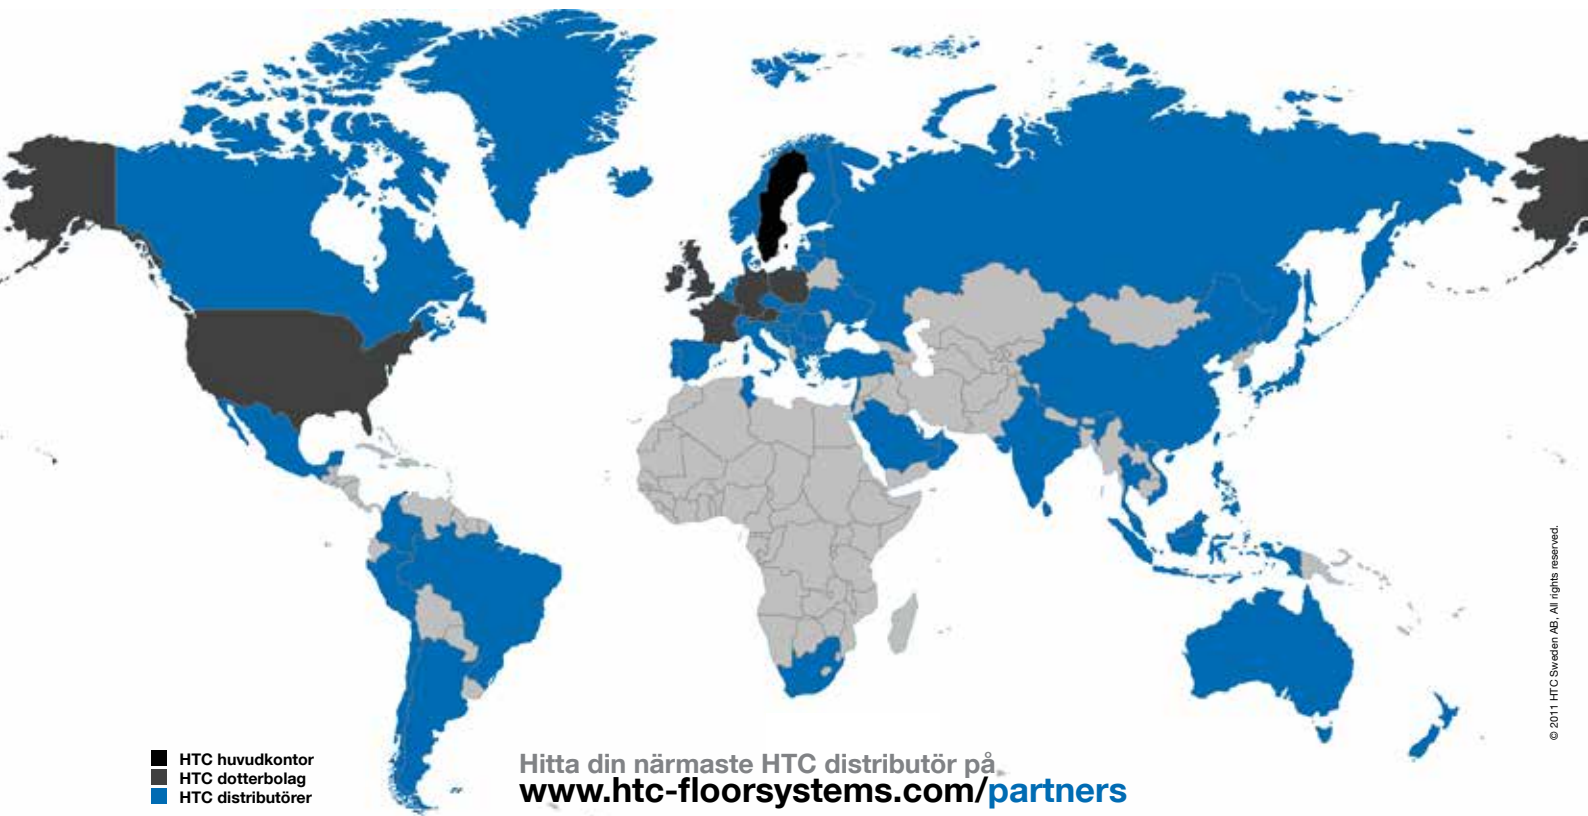 HTC huvudkontor
HTC dotterbolag
HTC distributörer
Hitta din närmaste HTC distributör på
www.htc-floorsystems.com/partners
© 2011 HTC Sweden AB, All rights reserved.